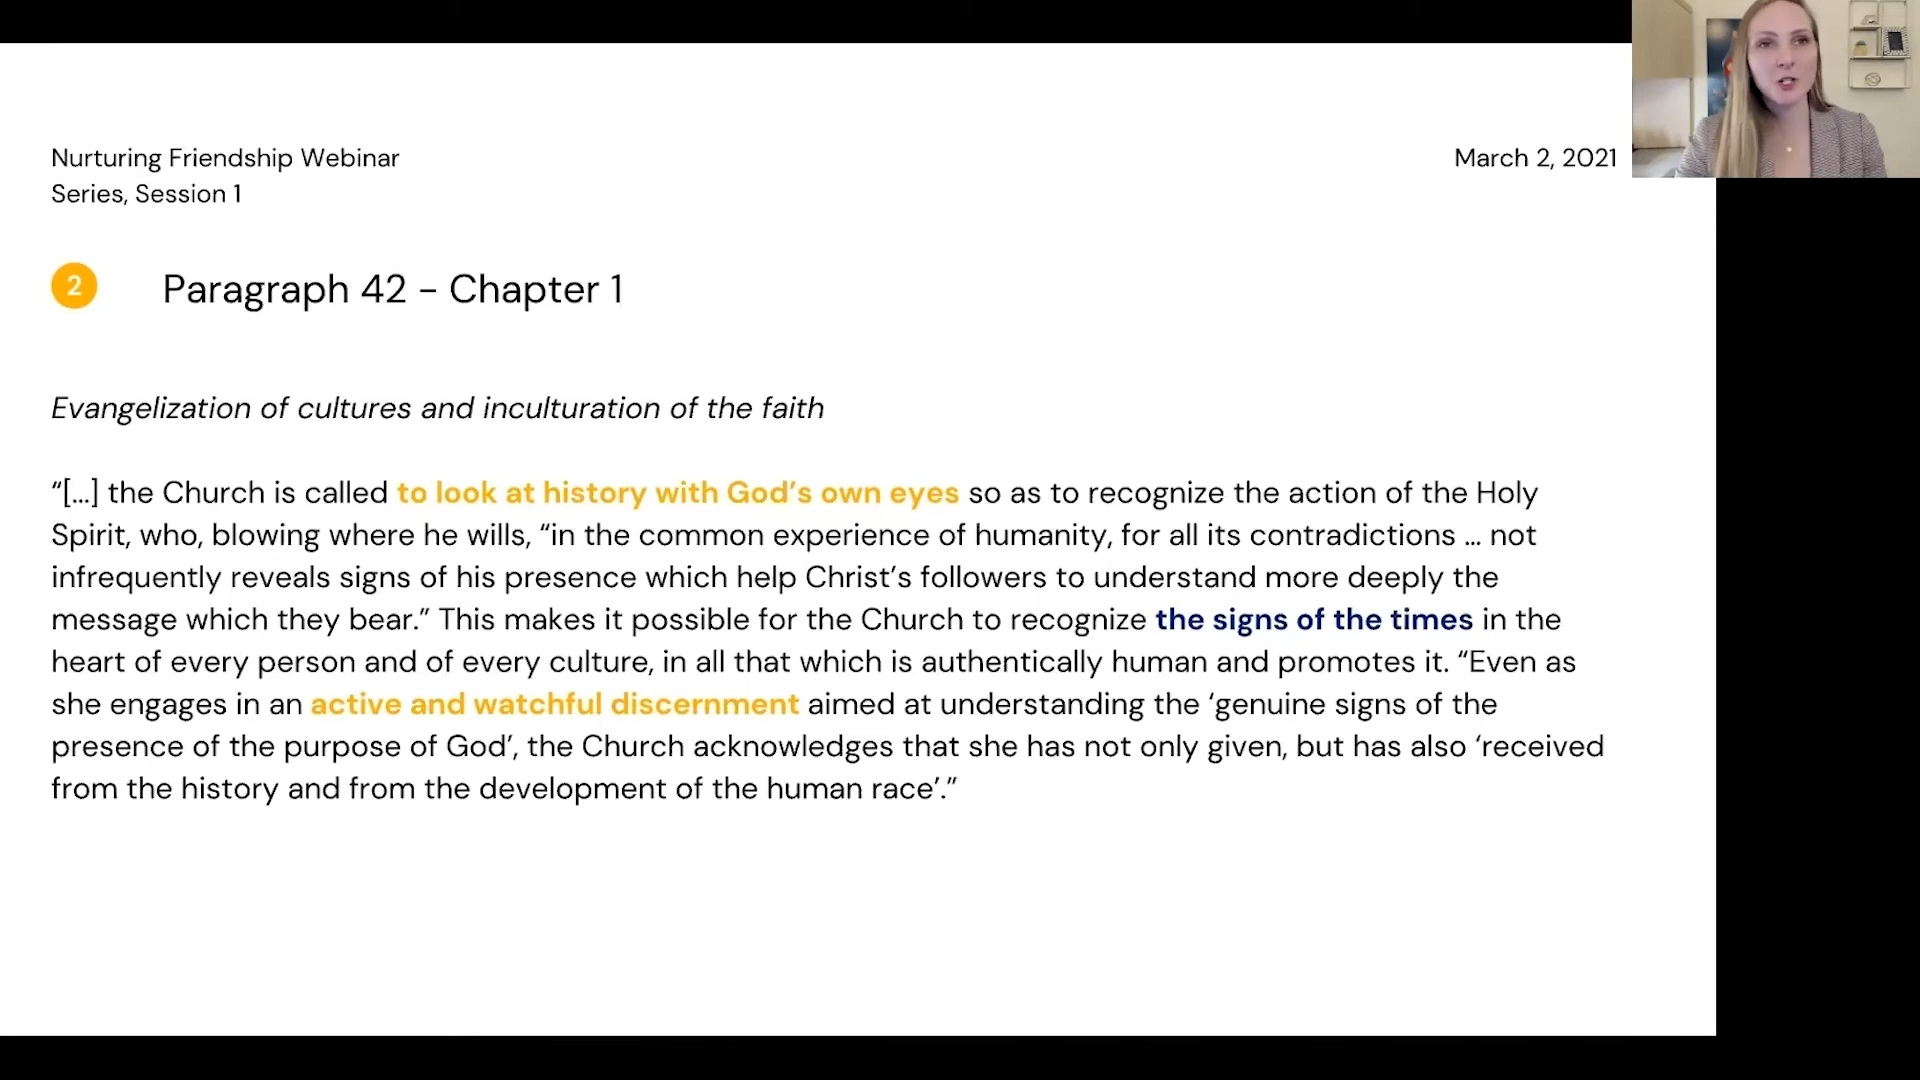 Nurturing Friendship Webinar
Series, Session 1
March 2, 2021
2
Paragraph 42 – Chapter 1
Evangelization of cultures and inculturation of the faith
“[...] the Church is called to look at history with God’s own eyes so as to recognize the action of the Holy
Spirit, who, blowing where he wills, “in the common experience of humanity, for all its contradictions ... not
infrequently reveals signs of his presence which help Christ’s followers to understand more deeply the
message which they bear.” This makes it possible for the Church to recognize the signs of the times in the
heart of every person and of every culture, in all that which is authentically human and promotes it. “Even as
she engages in an active and watchful discernment aimed at understanding the ‘genuine signs of the
presence of the purpose of God’, the Church acknowledges that she has not only given, but has also ‘received
from the history and from the development of the human race’.”